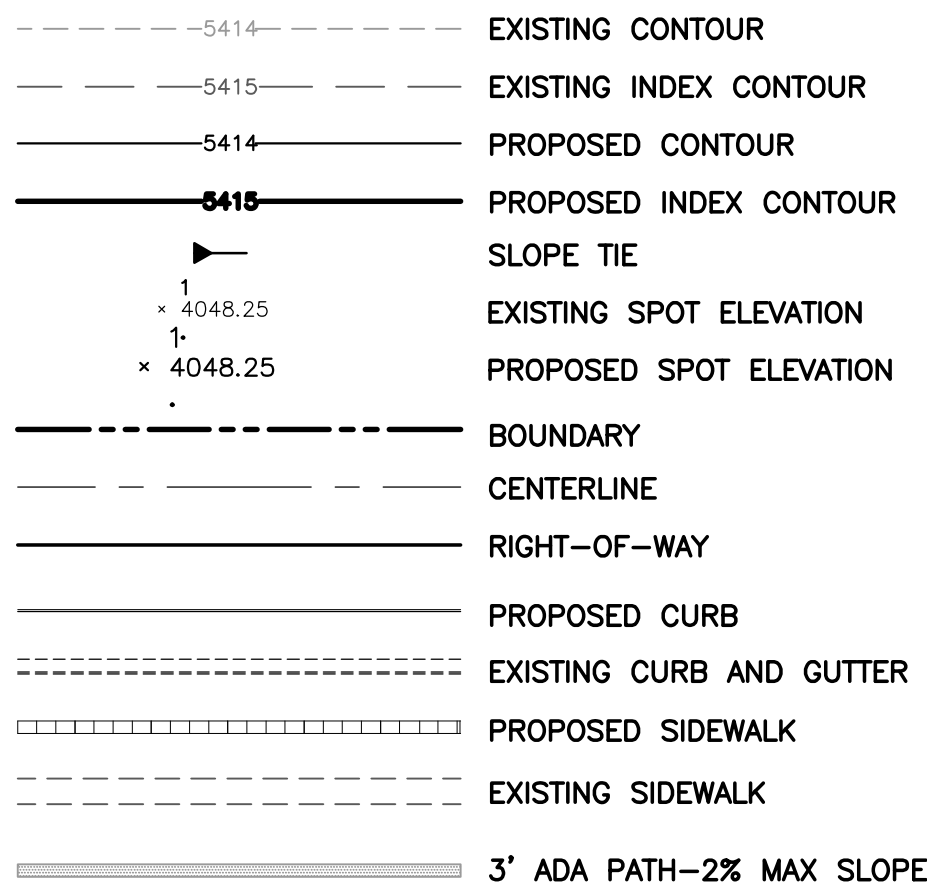 5414 EXISTING CONTOUR
5415 EXISTING INDEX CONTOUR
5414 PROPOSED CONTOUR
5415 PROPOSED INDEX CONTOUR
SLOPE TIE
1
× 4048.25 EXISTING SPOT ELEVATION
1
× 4048.25 PROPOSED SPOT ELEVATION
BOUNDARY
CENTERLINE
RIGHT-OF-WAY
PROPOSED CURB
EXISTING CURB AND GUTTER
PROPOSED SIDEWALK
EXISTING SIDEWALK
3' ADA PATH-2% MAX SLOPE